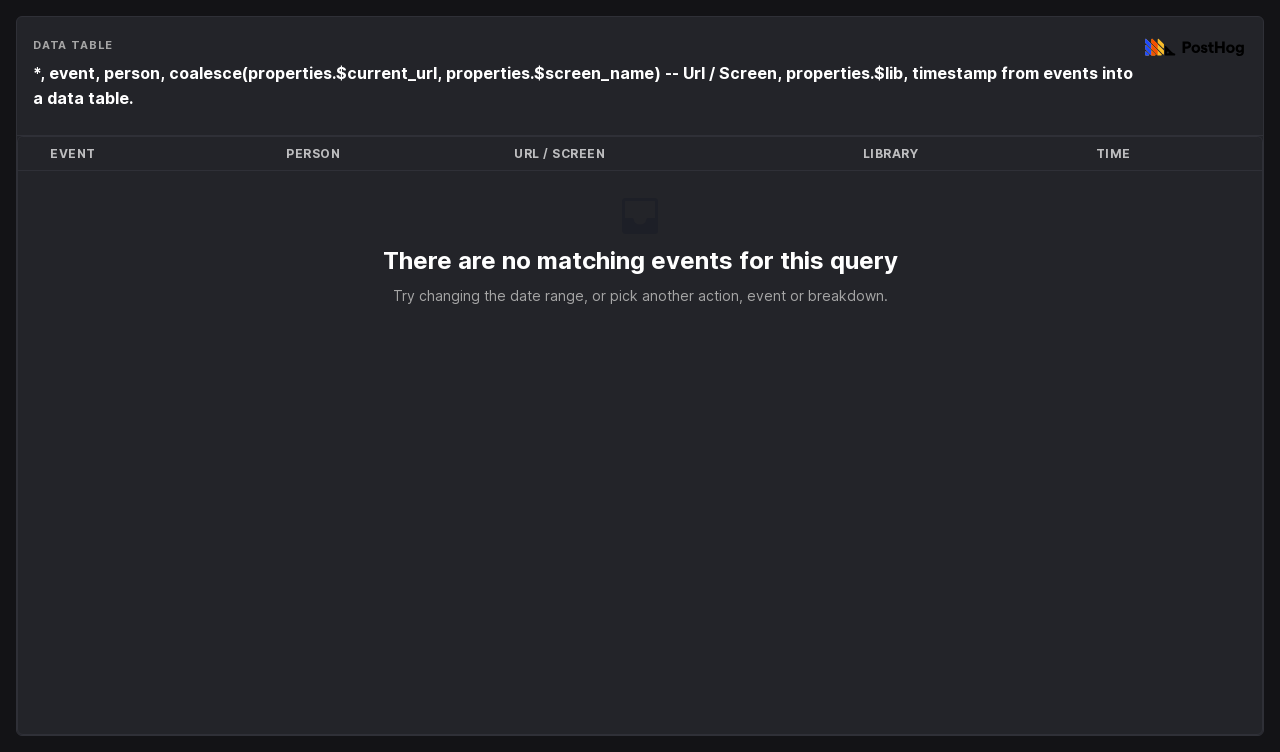 DATA TABLE
PostHog
*, event, person, coalesce(properties.$current_url, properties.$screen_name) -- Url / Screen, properties.$lib, timestamp from events into
a data table.
EVENT PERSON URL / SCREEN LIBRARY TIME
There are no matching events for this query
Try changing the date range, or pick another action, event or breakdown.